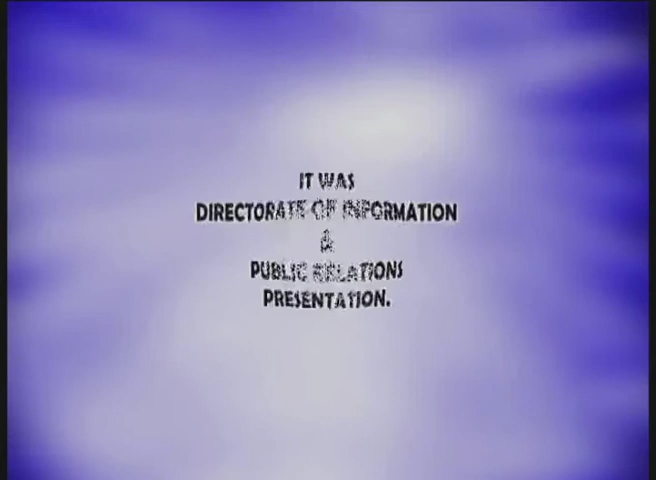 IT WAS
DIRECTORATE OF INFORMATION
&
PUBLIC RELATIONS
PRESENTATION.